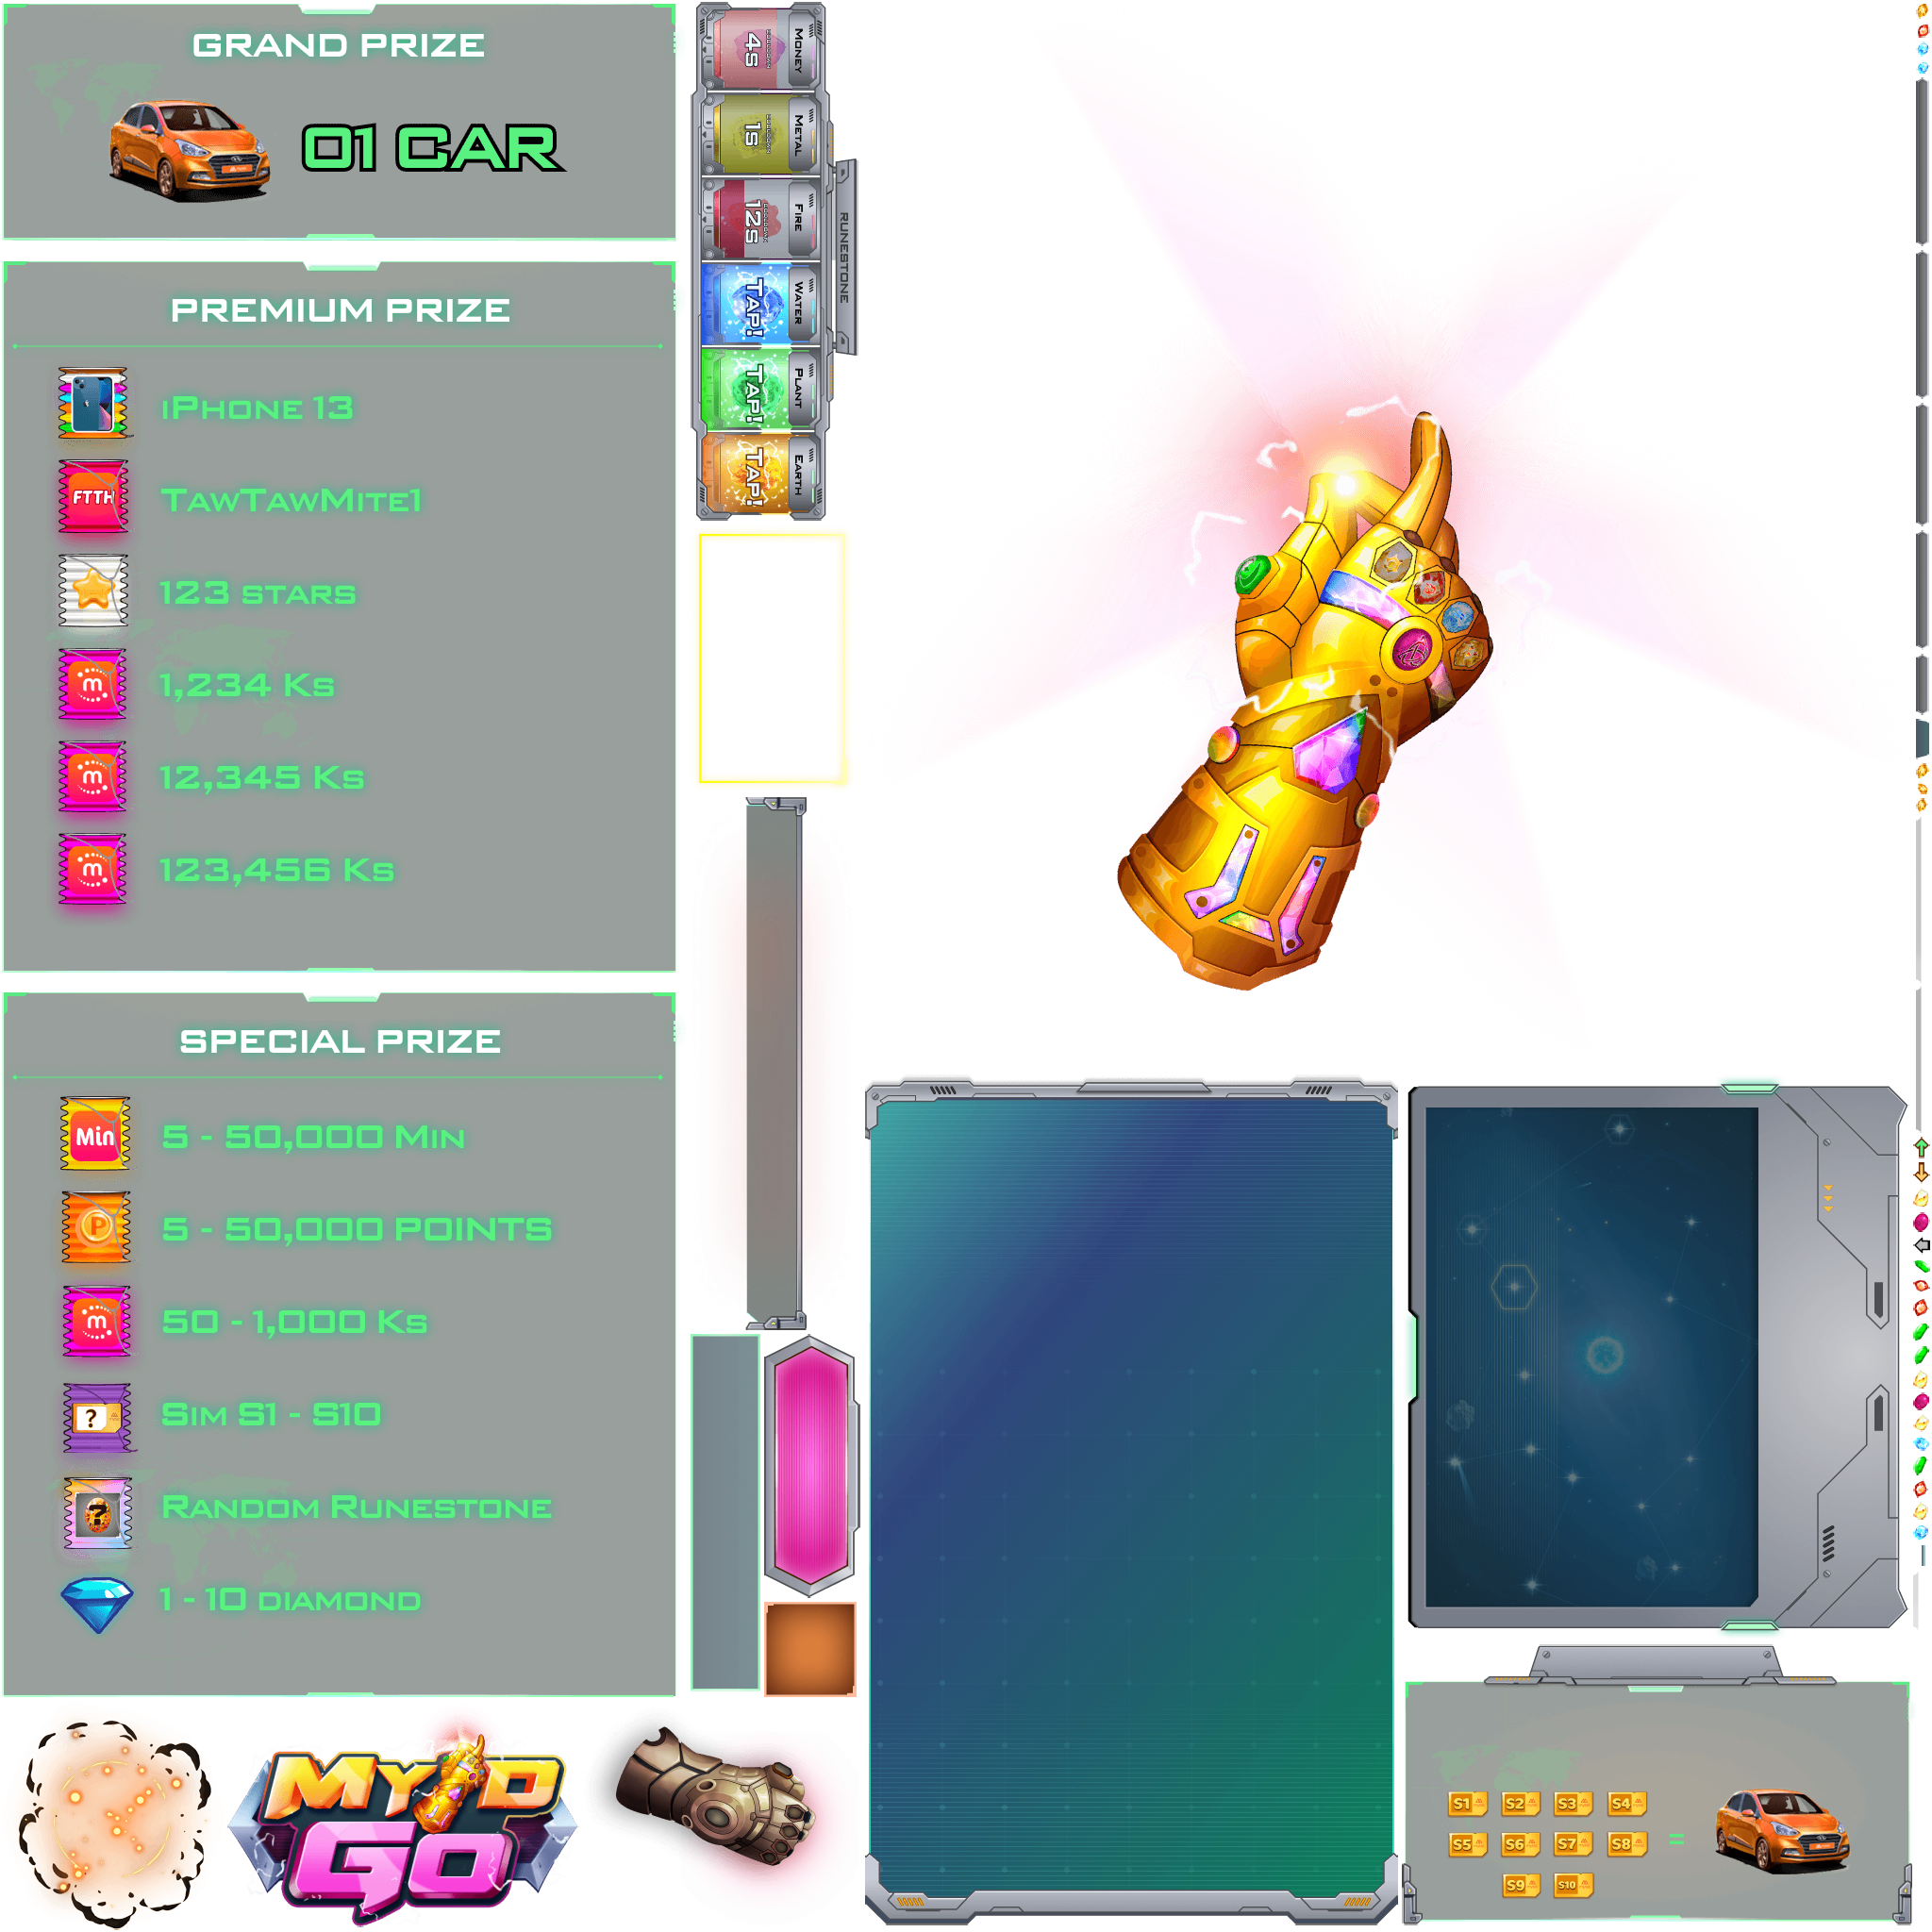 GRAND PRIZE
01 CAR
PREMIUM PRIZE
iPhone 13
FTTH
TawTawMite1
123 stars
m
1,234 Ks
m
12,345 Ks
m
123,456 Ks
SPECIAL PRIZE
Min
5 - 50,000 Min
P
5 - 50,000 POINTS
m
50 - 1,000 Ks
?
Sim S1 - S10
?
Random Runestone
1 - 10 diamond
MyID
GO
RUNESTONE
Money
4s
Metal
1s
Fire
12s
Water
TAP!
Plant
TAP!
Earth
TAP!
S1 S2 S3 S4
S5 S6 S7 S8 =
S9 S10